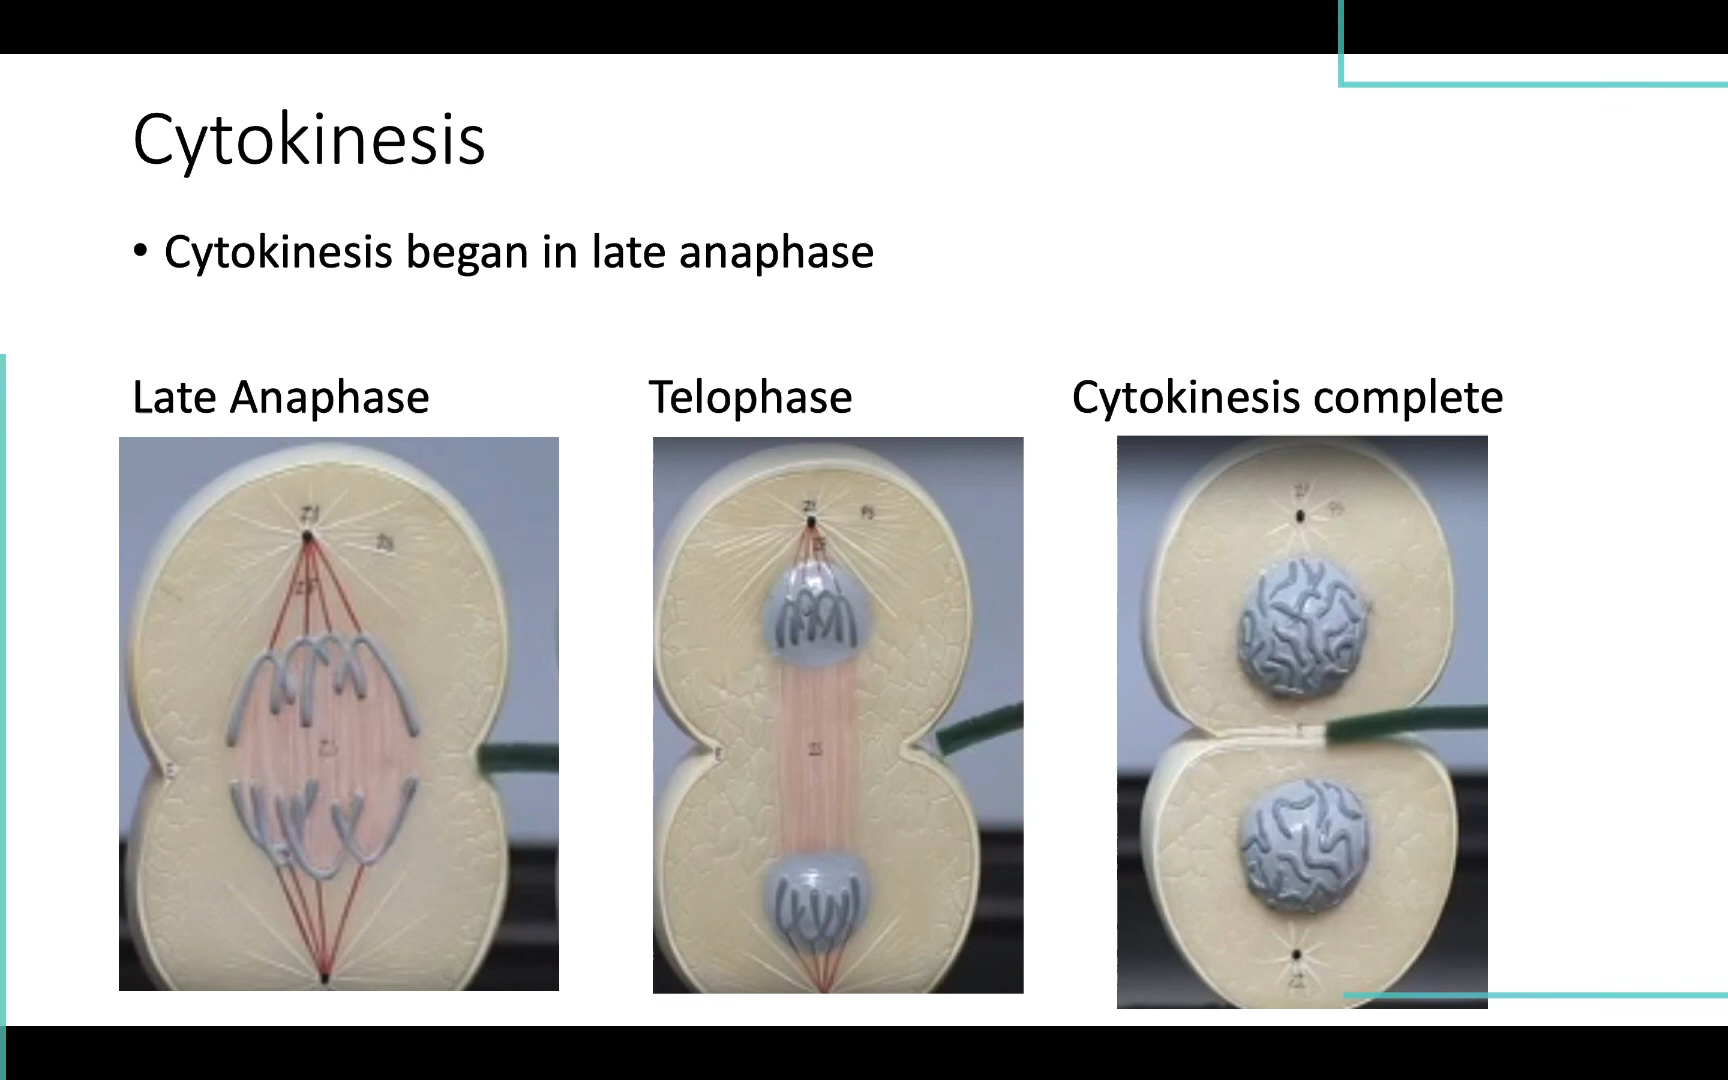 Cytokinesis
• Cytokinesis began in late anaphase
Late Anaphase
Telophase
Cytokinesis complete